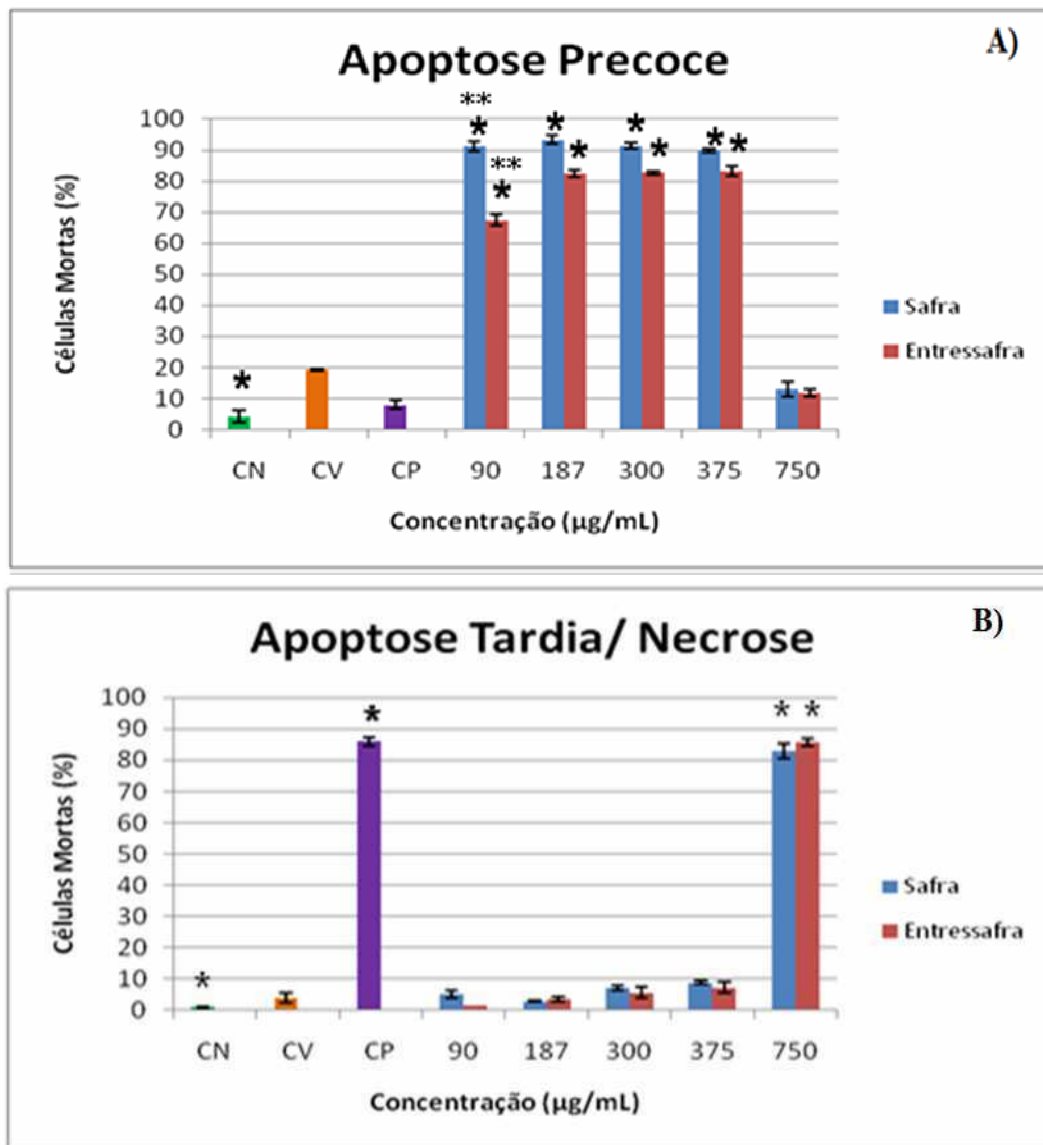 A)
Apoptose Precoce
** * * * *
** * * * *
*
100
90
80
70
60
50
40
30
20
10
0
Células Mortas (%)
CN CV CP 90 187 300 375 750
Concentração (µg/mL)
Safra
Entressafra
B)
Apoptose Tardia/ Necrose
* * *
*
100
90
80
70
60
50
40
30
20
10
0
Células Mortas (%)
CN CV CP 90 187 300 375 750
Concentração (µg/mL)
Safra
Entressafra